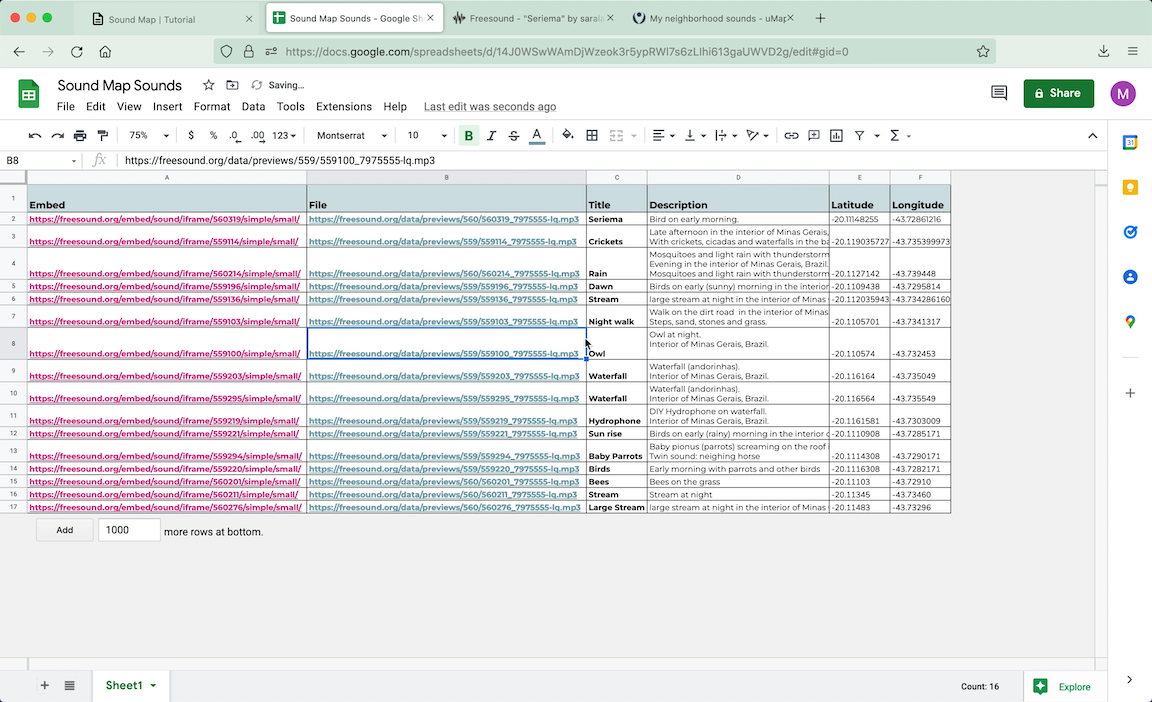 Sound Map | Tutorial
Sound Map Sounds - Google Sh
Freesound - "Seriema" by sarala
My neighborhood sounds - uMap
https://docs.google.com/spreadsheets/d/14J0WSwWAmDjWzeok3r5ypRWI7s6zLIhi613gaUWVD2g/edit#gid=0
Sound Map Sounds
Saving...
File Edit View Insert Format Data Tools Extensions Help Last edit was seconds ago
Share
M
75% $ % .0 .00 123 Montserrat 10 B I S A Σ
31
B8 fx https://freesound.org/data/previews/559/559100_7975555-lq.mp3
A B C D E F
1 Embed File Title Description Latitude Longitude
2 https://freesound.org/embed/sound/iframe/560319/simple/small/ https://freesound.org/data/previews/560/560319_7975555-lq.mp3 Seriema Bird on early morning. -20.11148255 -43.72861216
Late afternoon in the interior of Minas Gerais,
3 https://freesound.org/embed/sound/iframe/559114/simple/small/ https://freesound.org/data/previews/559/559114_7975555-lq.mp3 Crickets With crickets, cicadas and waterfalls in the ba -20.119035727 -43.735399973
Mosquitoes and light rain with thunderstorm
Evening in the interior of Minas Gerais, Brazil.
4 https://freesound.org/embed/sound/iframe/560214/simple/small/ https://freesound.org/data/previews/560/560214_7975555-lq.mp3 Rain Mosquitoes and light rain with thunderstorm -20.1127142 -43.739448
5 https://freesound.org/embed/sound/iframe/559196/simple/small/ https://freesound.org/data/previews/559/559196_7975555-lq.mp3 Dawn Birds on early (sunny) morning in the interior -20.1109438 -43.7295814
6 https://freesound.org/embed/sound/iframe/559136/simple/small/ https://freesound.org/data/previews/559/559136_7975555-lq.mp3 Stream large stream at night in the interior of Minas -20.112035943 -43.734286160
Walk on the dirt road in the interior of Minas
7 https://freesound.org/embed/sound/iframe/559103/simple/small/ https://freesound.org/data/previews/559/559103_7975555-lq.mp3 Night walk Steps, sand, stones and grass. -20.1105701 -43.7341317
Owl at night.
Interior of Minas Gerais, Brazil.
8 https://freesound.org/embed/sound/iframe/559100/simple/small/ https://freesound.org/data/previews/559/559100_7975555-lq.mp3 Owl -20.110574 -43.732453
Waterfall (andorinhas).
9 https://freesound.org/embed/sound/iframe/559203/simple/small/ https://freesound.org/data/previews/559/559203_7975555-lq.mp3 Waterfall Interior of Minas Gerais, Brazil. -20.116164 -43.735049
Waterfall (andorinhas).
10 https://freesound.org/embed/sound/iframe/559295/simple/small/ https://freesound.org/data/previews/559/559295_7975555-lq.mp3 Waterfall Interior of Minas Gerais, Brazil. -20.116564 -43.735549
DIY Hydrophone on waterfall.
11 https://freesound.org/embed/sound/iframe/559219/simple/small/ https://freesound.org/data/previews/559/559219_7975555-lq.mp3 Hydrophone Interior of Minas Gerais, Brazil. -20.1161581 -43.7303009
12 https://freesound.org/embed/sound/iframe/559221/simple/small/ https://freesound.org/data/previews/559/559221_7975555-lq.mp3 Sun rise Birds on early (rainy) morning in the interior o -20.1110908 -43.7285171
Baby pionus (parrots) screaming on the roof
13 https://freesound.org/embed/sound/iframe/559294/simple/small/ https://freesound.org/data/previews/559/559294_7975555-lq.mp3 Baby Parrots Twin sound: neighing horse -20.1114308 -43.7290171
14 https://freesound.org/embed/sound/iframe/559220/simple/small/ https://freesound.org/data/previews/559/559220_7975555-lq.mp3 Birds Early morning with parrots and other birds -20.1116308 -43.7282171
15 https://freesound.org/embed/sound/iframe/560201/simple/small/ https://freesound.org/data/previews/560/560201_7975555-lq.mp3 Bees Bees on the grass -20.11103 -43.72910
16 https://freesound.org/embed/sound/iframe/560211/simple/small/ https://freesound.org/data/previews/560/560211_7975555-lq.mp3 Stream Stream at night -20.11345 -43.73460
17 https://freesound.org/embed/sound/iframe/560276/simple/small/ https://freesound.org/data/previews/560/560276_7975555-lq.mp3 Large Stream large stream at night in the interior of Minas -20.11483 -43.73296
Add 1000 more rows at bottom.
Sheet1
Count: 16
Explore